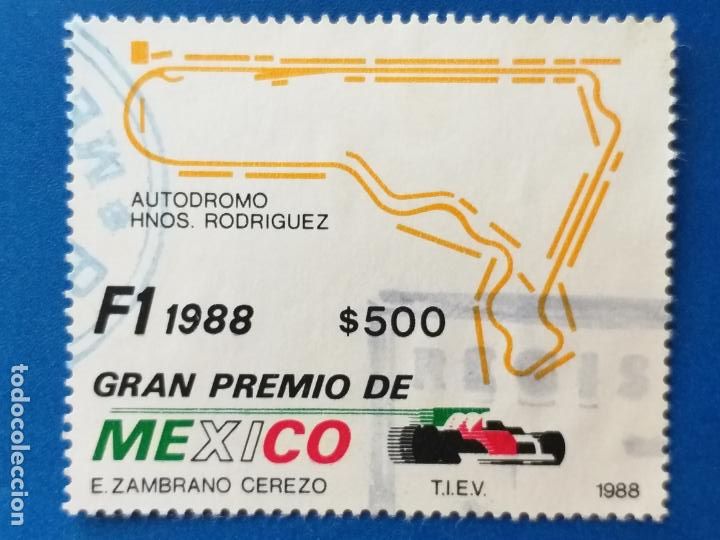 AUTODROMO
HNOS. RODRIGUEZ
F1 1988 $500
GRAN PREMIO DE
MEXICO
E. ZAMBRANO CEREZO T.I.E.V. 1988
todocoleccion